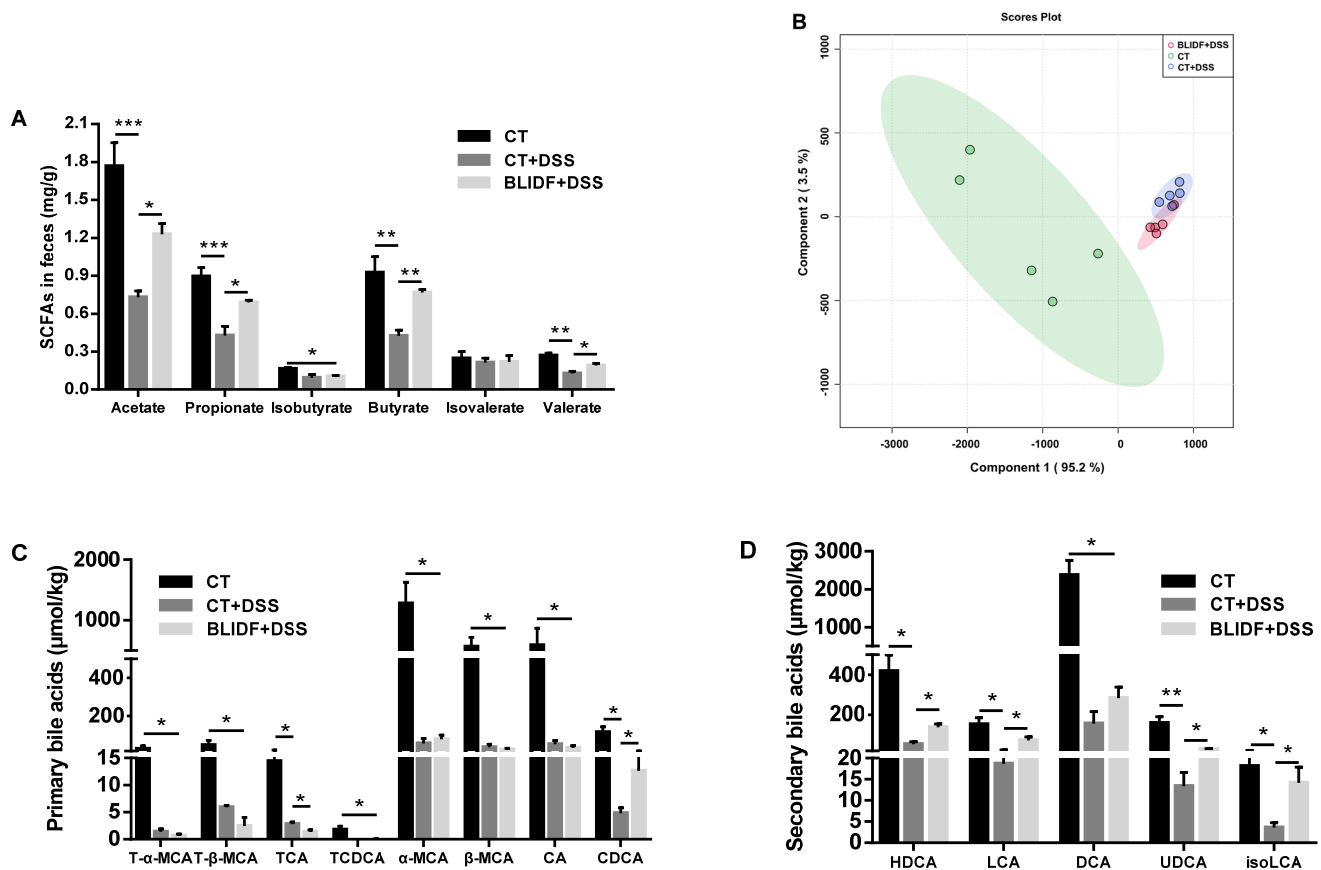 A
SCFAs in feces (mg/g)
2.1
1.8
1.5
1.2
0.9
0.6
0.3
0.0
***
*
***
*
*
**
**
**
*
CT
CT+DSS
BLIDF+DSS
Acetate Propionate Isobutyrate Butyrate Isovalerate Valerate
B
Scores Plot
BLIDF+DSS
CT
CT+DSS
Component 2 ( 3.5 %)
1000
500
0
-500
-1000
-3000 -2000 -1000 0 1000
Component 1 ( 95.2 %)
C
Primary bile acids (μmol/kg)
2000
1000
400
200
15
10
5
0
CT
CT+DSS
BLIDF+DSS
*
*
*
*
*
*
*
*
*
*
T-α-MCA T-β-MCA TCA TCDCA α-MCA β-MCA CA CDCA
D
Secondary bile acids (μmol/kg)
3000
2000
1000
400
200
20
15
10
5
0
CT
CT+DSS
BLIDF+DSS
*
*
*
*
*
**
*
*
*
HDCA LCA DCA UDCA isoLCA